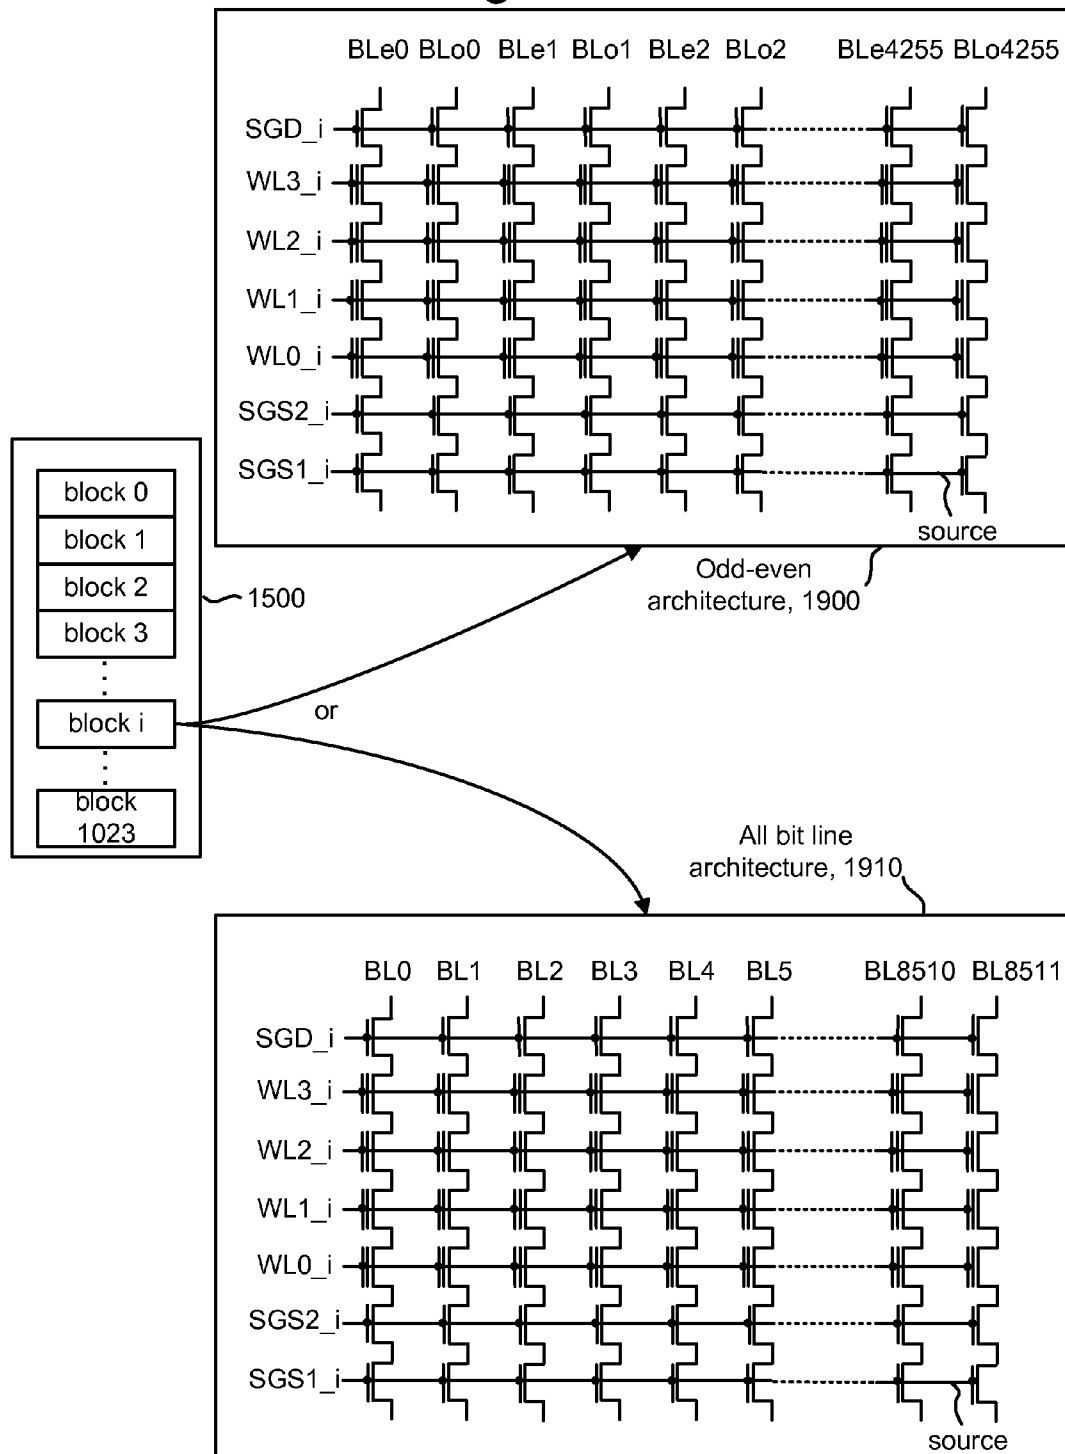 BLe0 BLo0 BLe1 BLo1 BLe2 BLo2 BLe4255 BLo4255
SGD_i
WL3_i
WL2_i
WL1_i
WL0_i
SGS2_i
SGS1_i
source
Odd-even
architecture, 1900
block 0
block 1
block 2
block 3
block i
block
1023
1500
or
All bit line
architecture, 1910
BL0 BL1 BL2 BL3 BL4 BL5 BL8510 BL8511
SGD_i
WL3_i
WL2_i
WL1_i
WL0_i
SGS2_i
SGS1_i
source